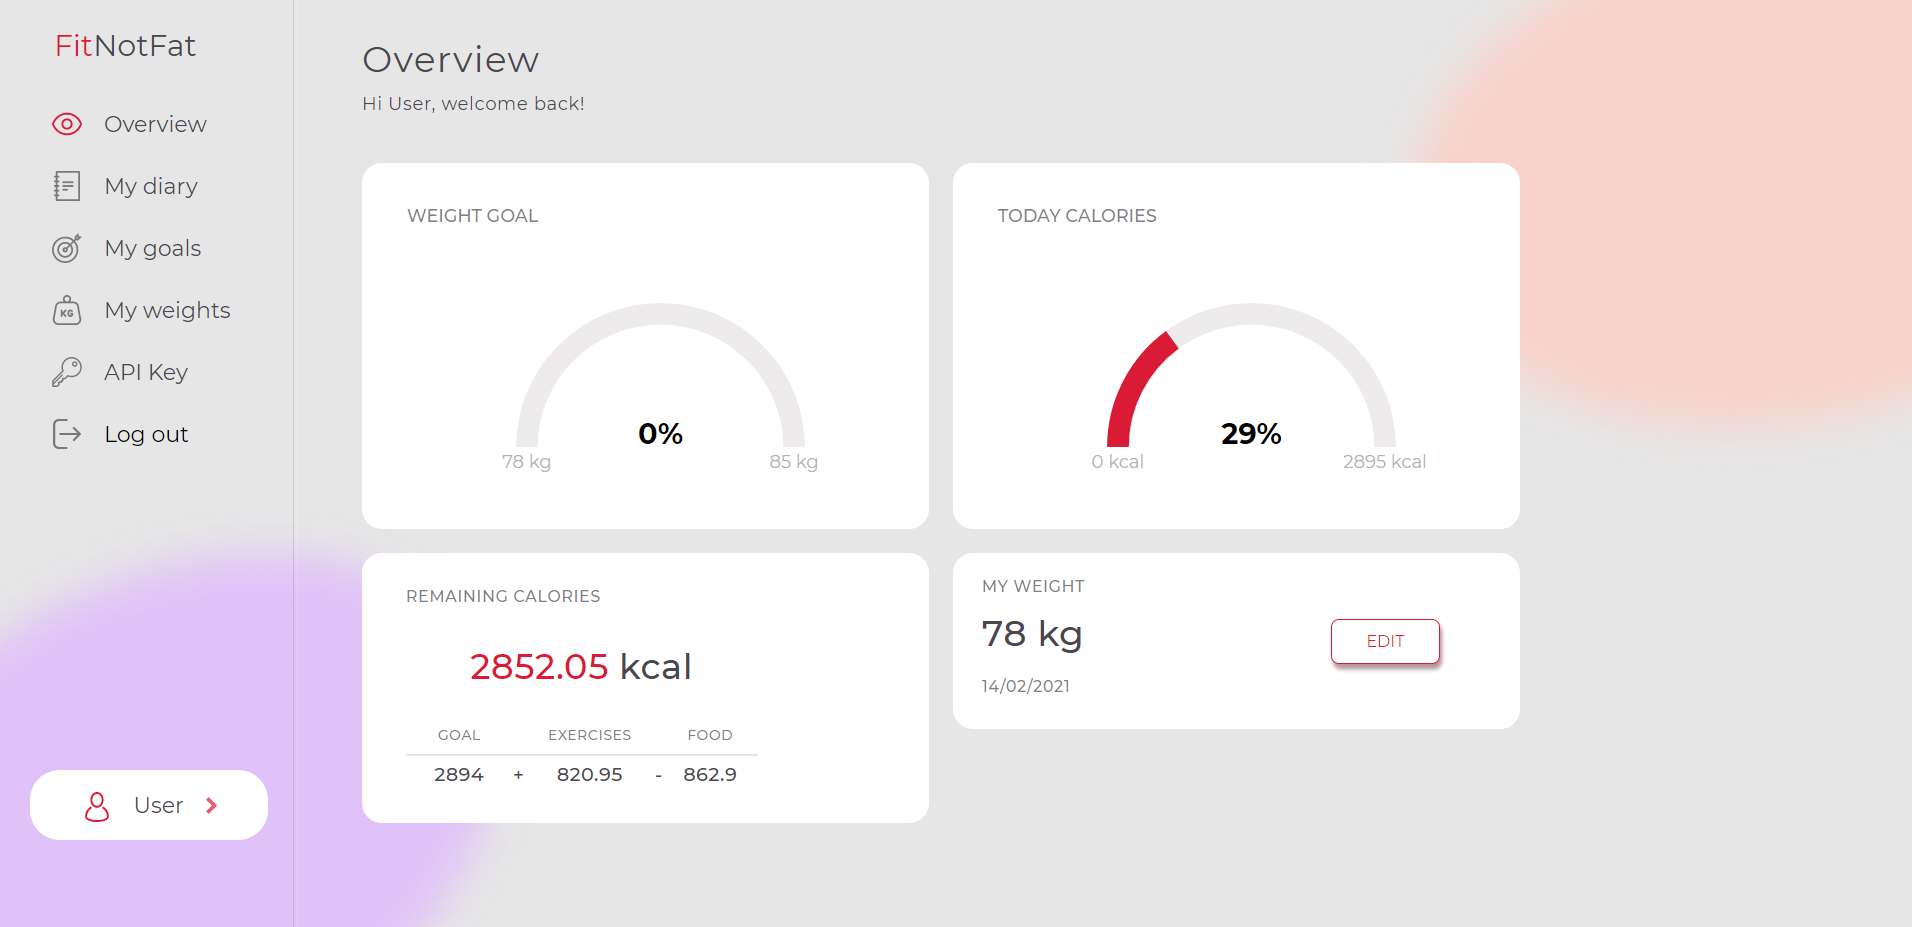 FitNotFat
Overview
My diary
My goals
KG
My weights
API Key
Log out
User
Overview
Hi User, welcome back!
WEIGHT GOAL
0%
78 kg
85 kg
TODAY CALORIES
29%
0 kcal
2895 kcal
REMAINING CALORIES
2852.05 kcal
GOAL EXERCISES FOOD
2894 + 820.95 - 862.9
MY WEIGHT
78 kg
EDIT
14/02/2021